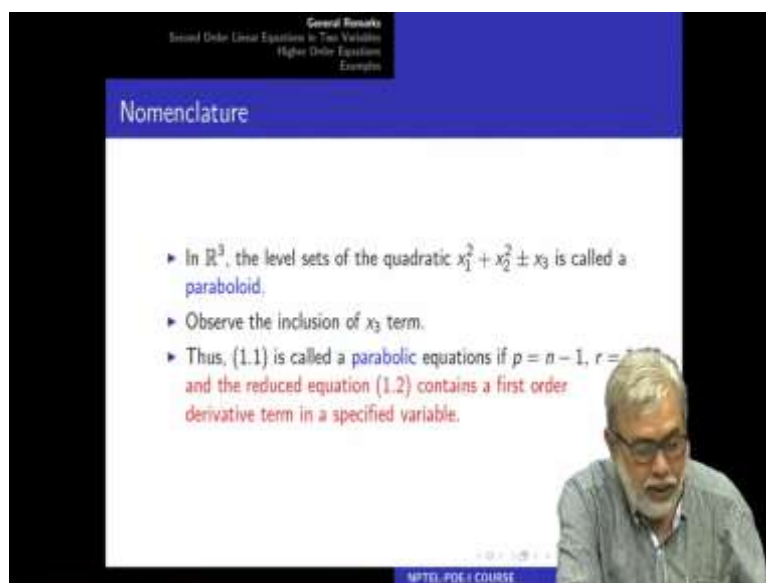 General Remarks
Second Order Linear Equations in Two Variables
Higher Order Equations
Examples
Nomenclature
▸ In ℝ³, the level sets of the quadratic x₁² + x₂² ± x₃ is called a
paraboloid.
▸ Observe the inclusion of x₃ term.
▸ Thus, (1.1) is called a parabolic equations if p = n − 1, r =
and the reduced equation (1.2) contains a first order
derivative term in a specified variable.
NPTEL-PDE-I COURSE